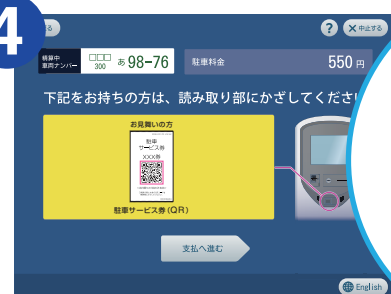 4
る
?
×中止する
精算中
車両ナンバー
□□□
300
あ 98-76
駐車料金
550 円
下記をお持ちの方は、読み取り部にかざしてくださ
お見舞いの方
駐車
サービス券
XXX券
駐車サービス券(QR)
支払へ進む
English